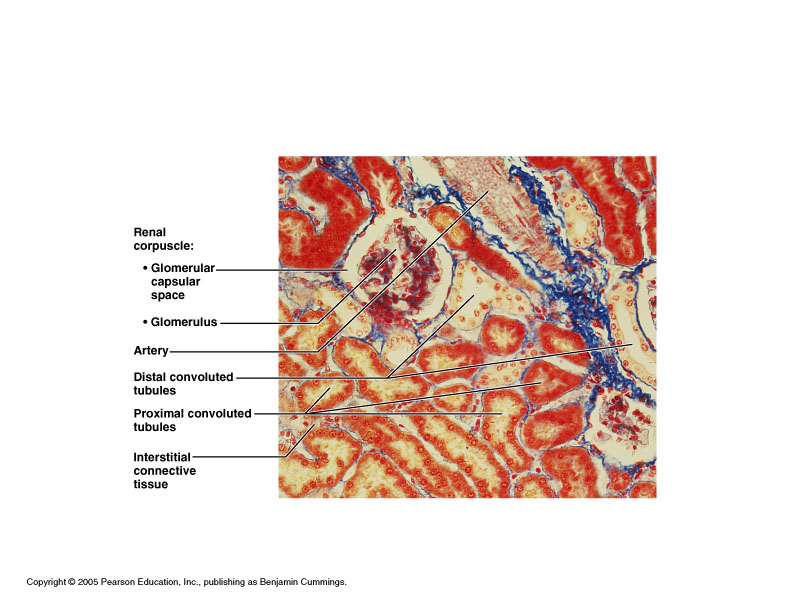 Renal
corpuscle:
• Glomerular
capsular
space
• Glomerulus
Artery
Distal convoluted
tubules
Proximal convoluted
tubules
Interstitial
connective
tissue
Copyright © 2005 Pearson Education, Inc., publishing as Benjamin Cummings.